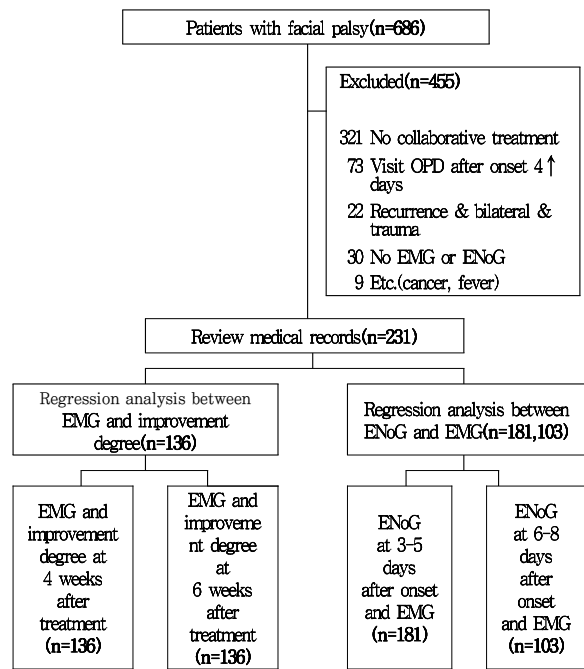 Patients with facial palsy(n=686)
Excluded(n=455)
321 No collaborative treatment
73 Visit OPD after onset 4↑
days
22 Recurrence & bilateral &
trauma
30 No EMG or ENoG
9 Etc.(cancer, fever)
Review medical records(n=231)
Regression analysis between
EMG and improvement
degree(n=136)
Regression analysis between
ENoG and EMG(n=181,103)
EMG and
improvement
degree at
4 weeks
after
treatment
(n=136)
EMG and
improveme
nt degree
at
6 weeks
after
treatment
(n=136)
ENoG
at 3-5
days
after onset
and EMG
(n=181)
ENoG
at 6-8
days
after
onset
and EMG
(n=103)